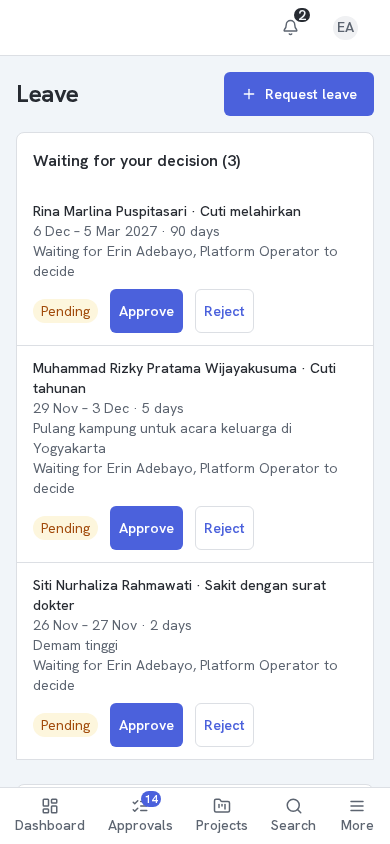 2
EA
Leave
Request leave
Waiting for your decision (3)
Rina Marlina Puspitasari · Cuti melahirkan
6 Dec – 5 Mar 2027 · 90 days
Waiting for Erin Adebayo, Platform Operator to
decide
Pending
Approve
Reject
Muhammad Rizky Pratama Wijayakusuma · Cuti
tahunan
29 Nov – 3 Dec · 5 days
Pulang kampung untuk acara keluarga di
Yogyakarta
Waiting for Erin Adebayo, Platform Operator to
decide
Pending
Approve
Reject
Siti Nurhaliza Rahmawati · Sakit dengan surat
dokter
26 Nov – 27 Nov · 2 days
Demam tinggi
Waiting for Erin Adebayo, Platform Operator to
decide
Pending
Approve
Reject
14
Dashboard
Approvals
Projects
Search
More